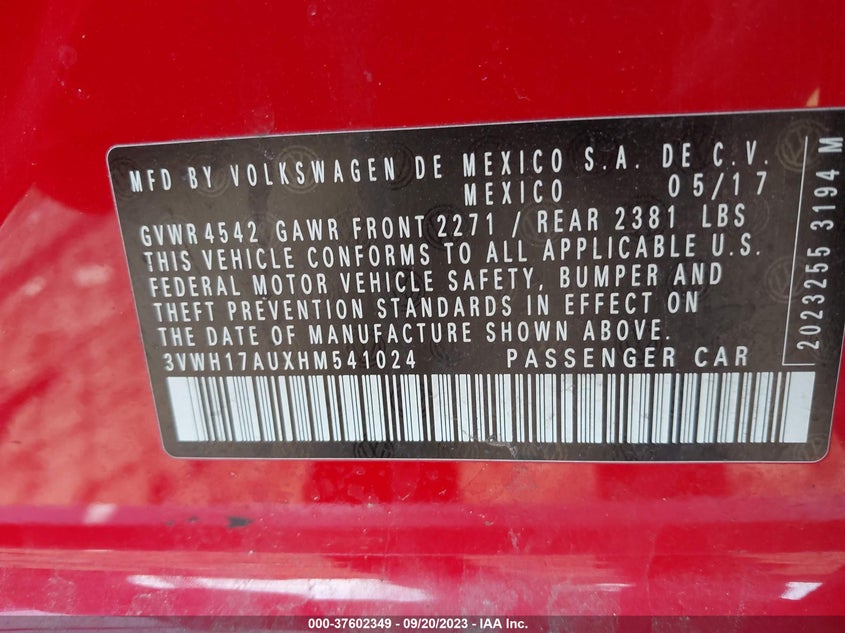 MFD BY VOLKSWAGEN DE MEXICO S.A. DE C.V.
MEXICO 05/17
GVWR 4542 GAWR FRONT 2271 / REAR 2381 LBS
THIS VEHICLE CONFORMS TO ALL APPLICABLE U.S.
FEDERAL MOTOR VEHICLE SAFETY, BUMPER AND
THEFT PREVENTION STANDARDS IN EFFECT ON
THE DATE OF MANUFACTURE SHOWN ABOVE.
3VWH17AUXHM541024 PASSENGER CAR
2023255 3194 M
000-37602349 - 09/20/2023 - IAA Inc.